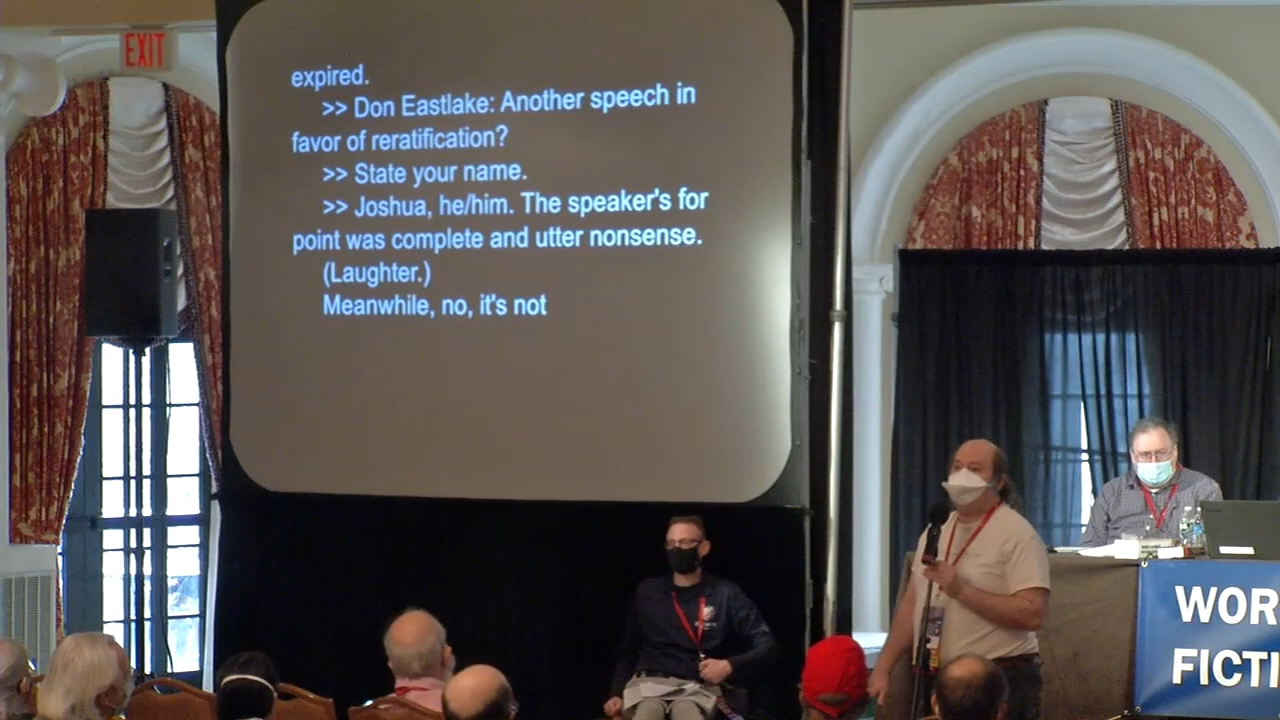 EXIT
expired.
>> Don Eastlake: Another speech in
favor of reratification?
>> State your name.
>> Joshua, he/him. The speaker's for
point was complete and utter nonsense.
(Laughter.)
Meanwhile, no, it's not
WOR
FICTI